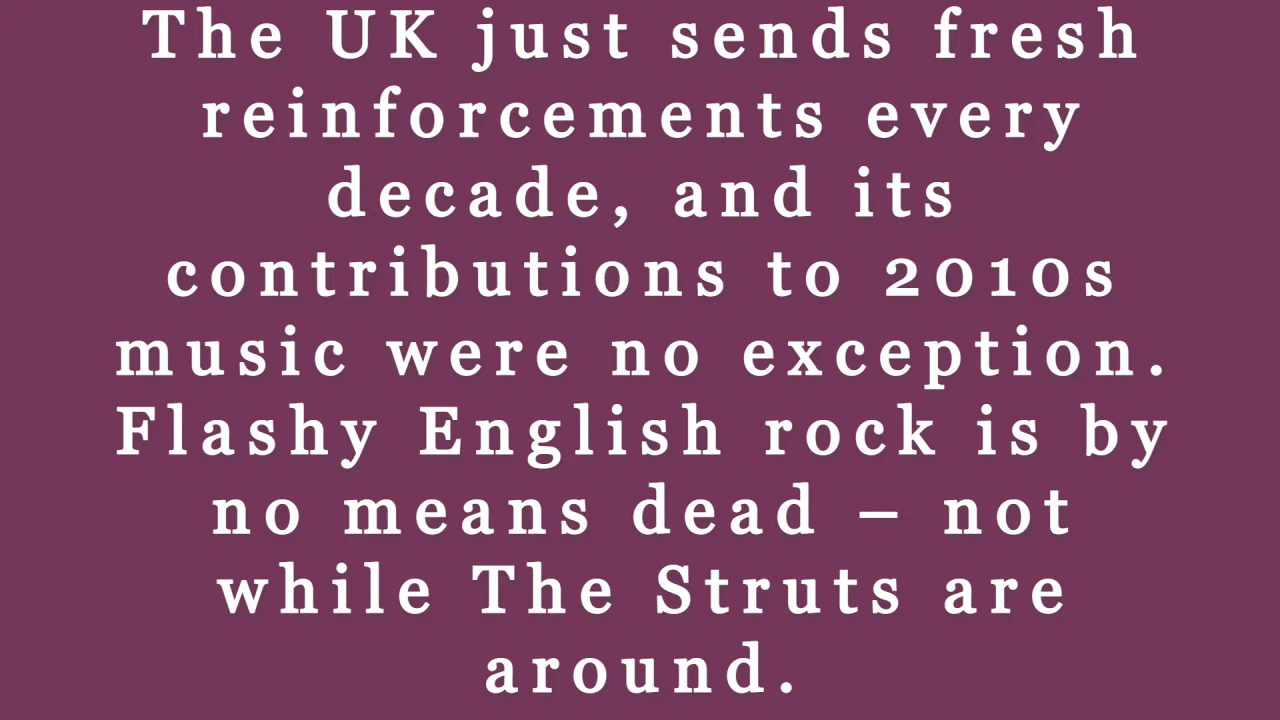 The UK just sends fresh
reinforcements every
decade, and its
contributions to 2010s
music were no exception.
Flashy English rock is by
no means dead – not
while The Struts are
around.